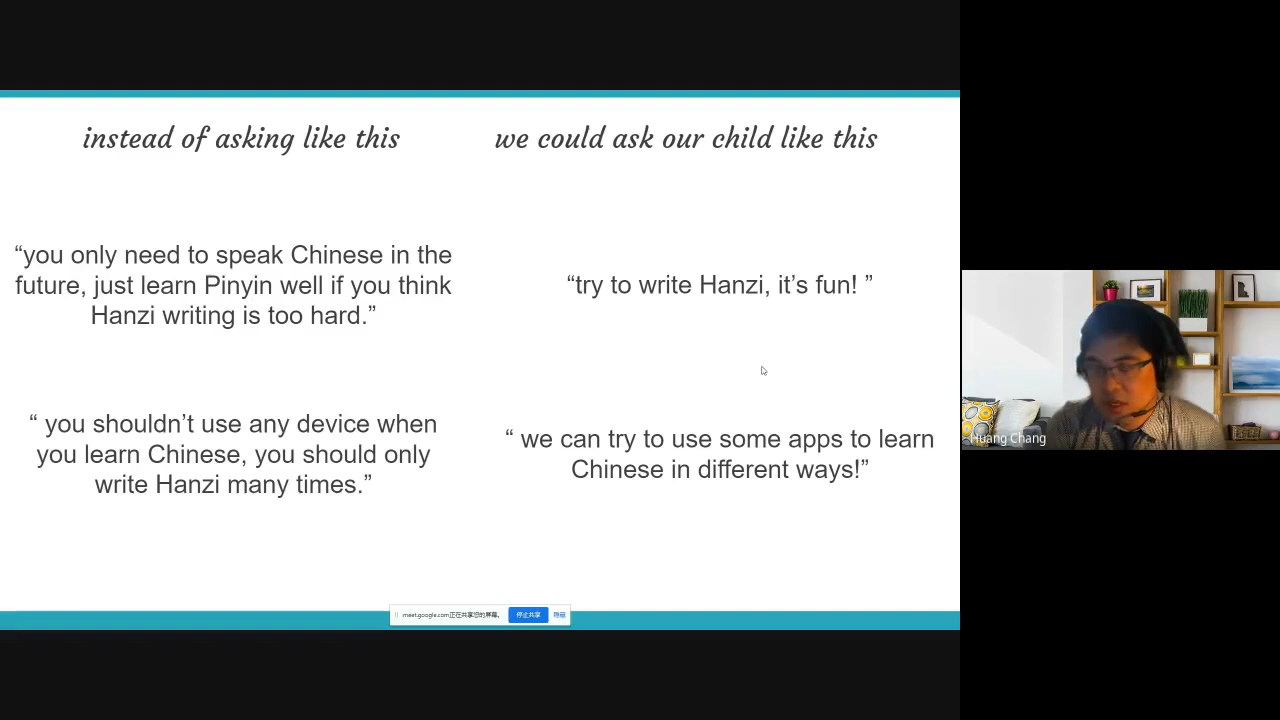 instead of asking like this
we could ask our child like this
“you only need to speak Chinese in the
future, just learn Pinyin well if you think
Hanzi writing is too hard.”
“try to write Hanzi, it’s fun! ”
“ you shouldn’t use any device when
you learn Chinese, you should only
write Hanzi many times.”
“ we can try to use some apps to learn
Chinese in different ways!”
Huang Chang
meet.google.com正在共享您的屏幕。 停止共享 隐藏